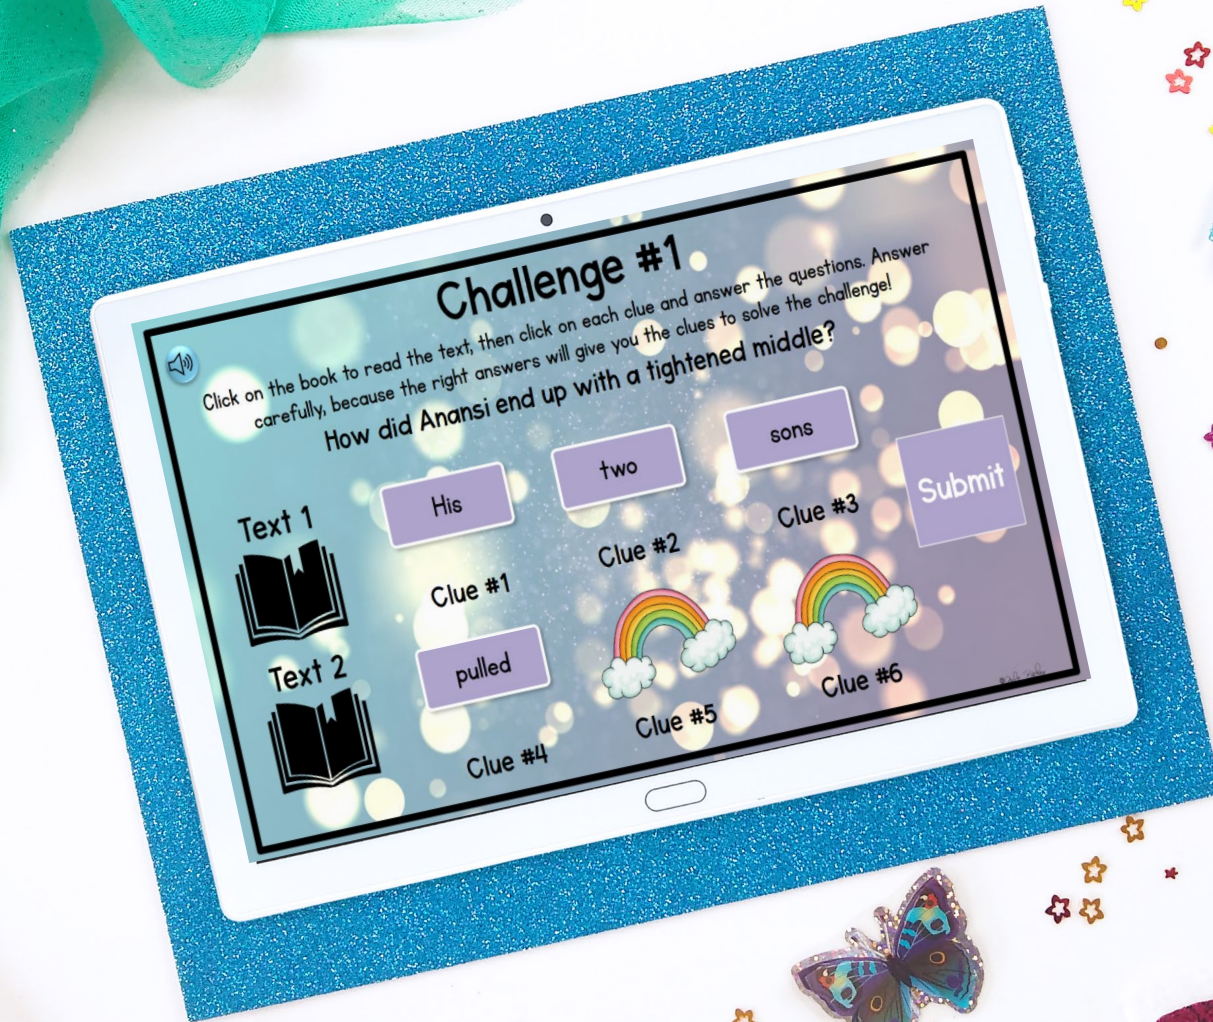 Challenge #1
Click on the book to read the text, then click on each clue and answer the questions. Answer
carefully, because the right answers will give you the clues to solve the challenge!
How did Anansi end up with a tightened middle?
His
two
sons
Submit
Text 1
Clue #1
Clue #2
Clue #3
Text 2
pulled
Clue #4
Clue #5
Clue #6